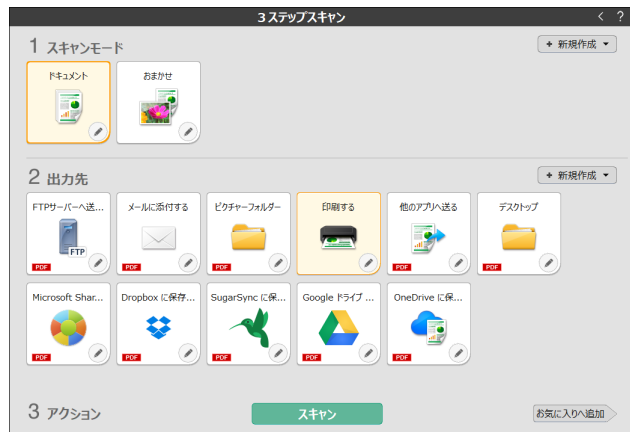 3ステップスキャン
?
1 スキャンモード
+ 新規作成
ドキュメント
おまかせ
2 出力先
+ 新規作成
FTPサーバーへ送...
メールに添付する
ピクチャーフォルダー
印刷する
他のアプリへ送る
デスクトップ
FTP
PDF
PDF
PDF
PDF
PDF
Microsoft Shar...
Dropbox に保存...
SugarSync に保...
Google ドライブ ...
OneDrive に保...
PDF
PDF
PDF
PDF
PDF
3 アクション
スキャン
お気に入りへ追加